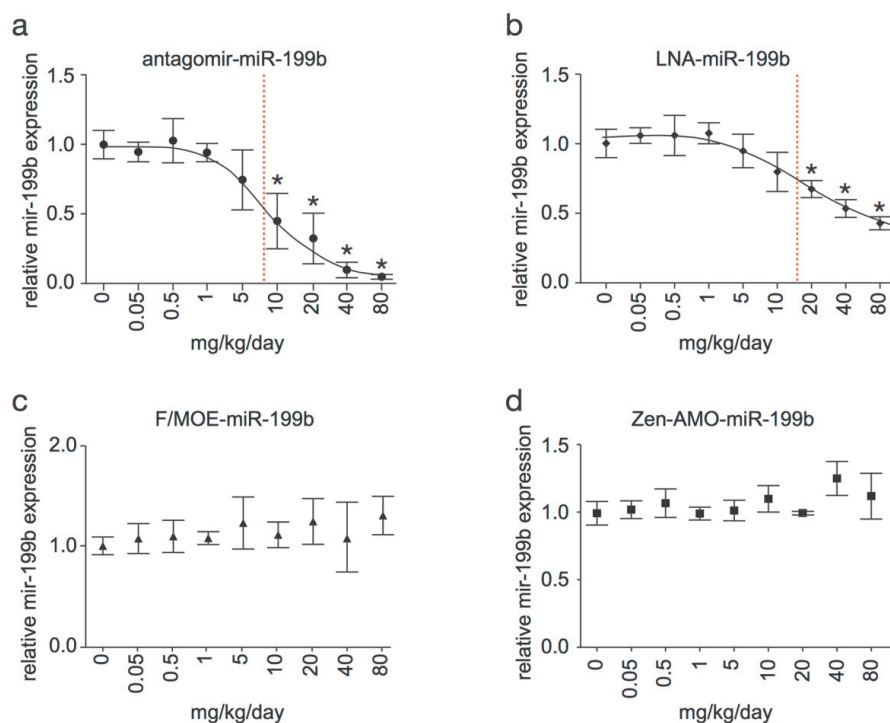 a
antagomir-miR-199b
relative mir-199b expression
1.5
1.0
0.5
0.0
* * * *
0 0.05 0.5 1 5 10 20 40 80
mg/kg/day
b
LNA-miR-199b
relative mir-199b expression
1.5
1.0
0.5
0.0
* * *
0 0.05 0.5 1 5 10 20 40 80
mg/kg/day
c
F/MOE-miR-199b
relative mir-199b expression
2.0
1.0
0.0
0 0.05 0.5 1 5 10 20 40 80
mg/kg/day
d
Zen-AMO-miR-199b
relative mir-199b expression
1.5
1.0
1.5
0.0
0 0.05 0.5 1 5 10 20 40 80
mg/kg/day